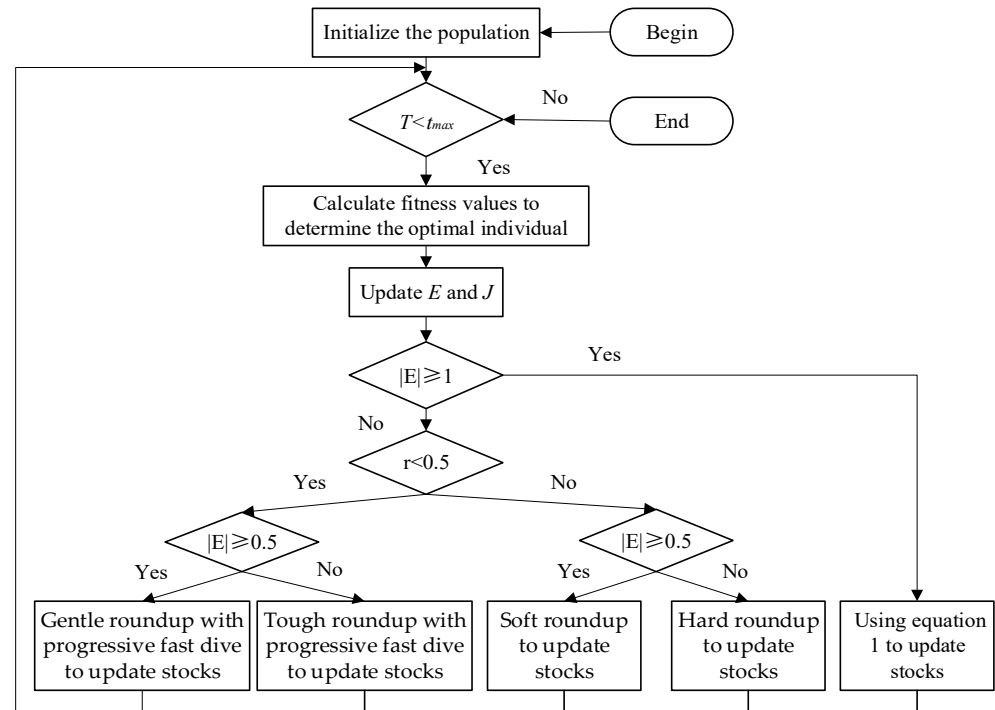 Initialize the population
Begin
No
T<tmax
End
Yes
Calculate fitness values to
determine the optimal individual
Update E and J
Yes
|E|≥1
No
r<0.5
Yes
No
|E|≥0.5
|E|≥0.5
Yes
No
Yes
No
Gentle roundup with
progressive fast dive
to update stocks
Tough roundup with
progressive fast dive
to update stocks
Soft roundup
to update
stocks
Hard roundup
to update
stocks
Using equation
1 to update
stocks